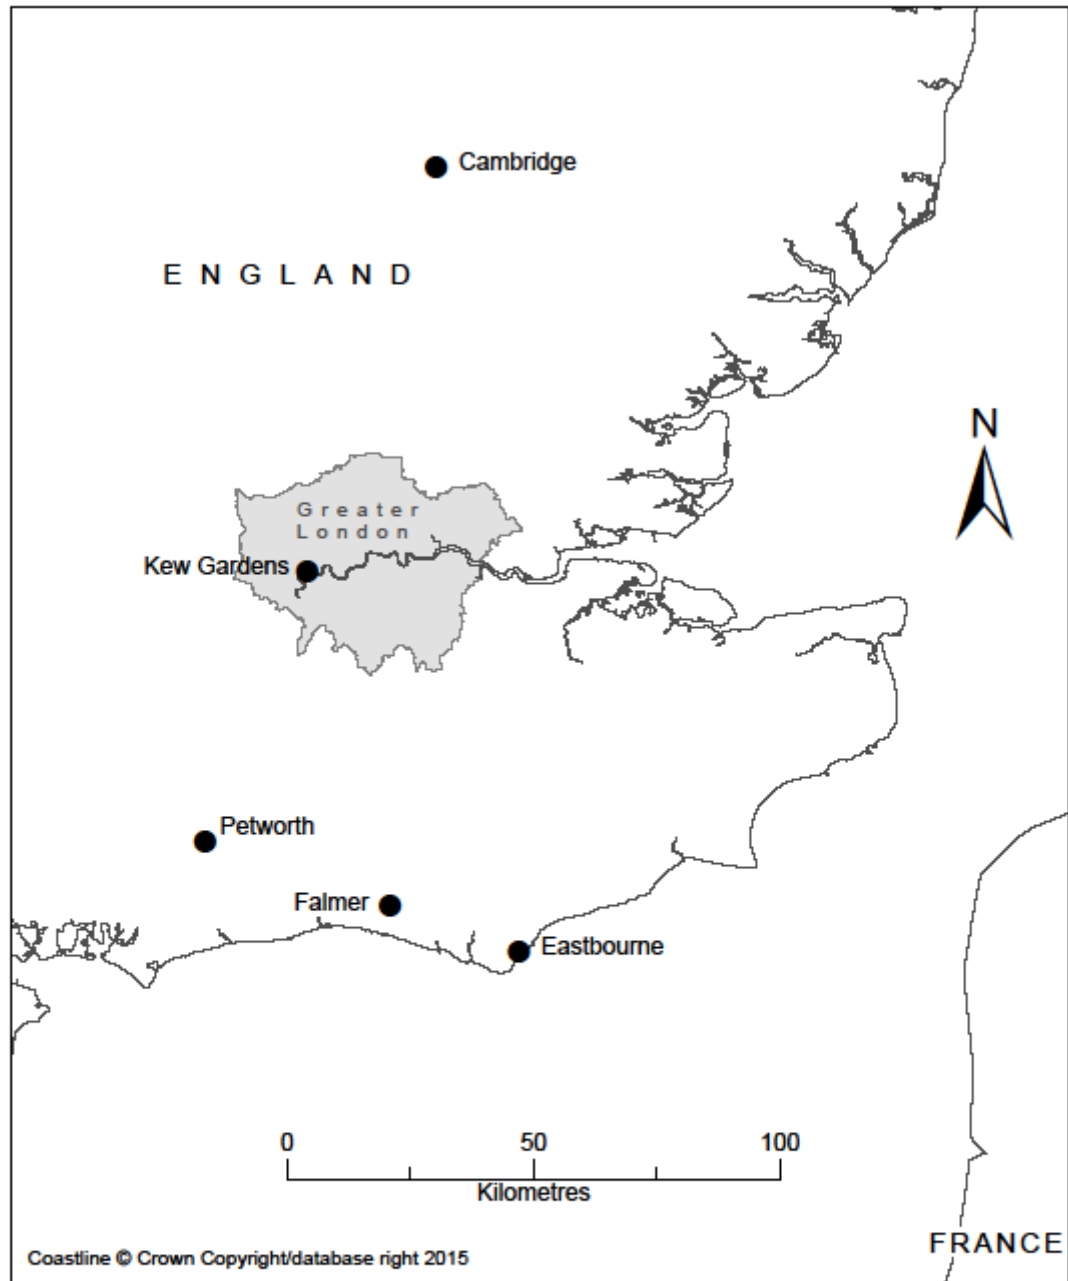 Cambridge
E N G L A N D
N
Greater
London
Kew Gardens
Petworth
Falmer
Eastbourne
0 50 100
Kilometres
FRANCE
Coastline © Crown Copyright/database right 2015